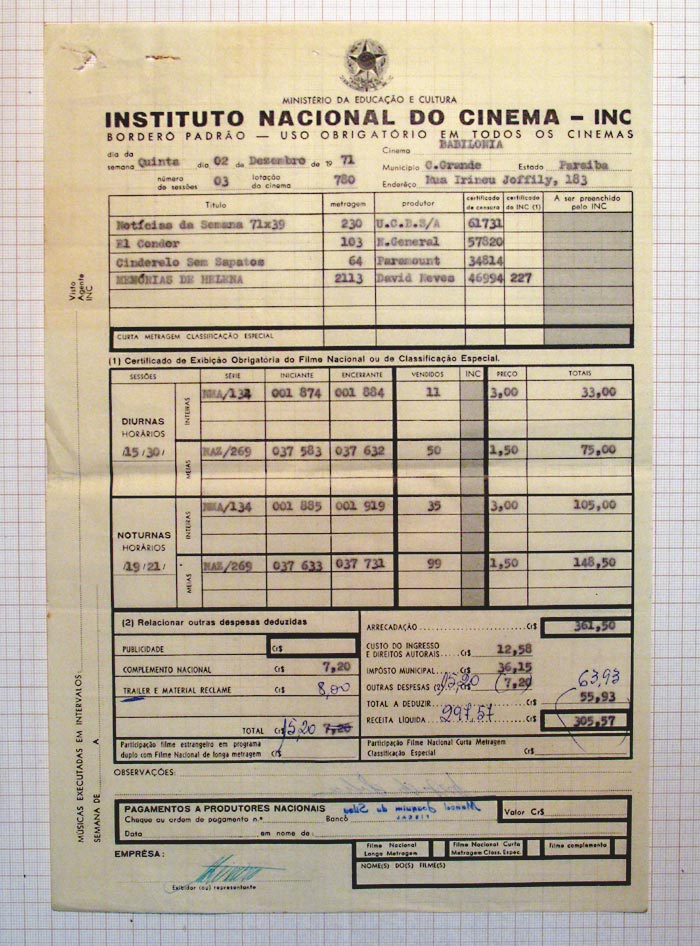 MINISTÉRIO DA EDUCAÇÃO E CULTURA
INSTITUTO NACIONAL DO CINEMA – INC
BORDERÔ PADRÃO — USO OBRIGATÓRIO EM TODOS OS CINEMAS
Cinema BABILONIA
dia da semana Quinta dia 02 de Dezembro de 1971 Município C.Grande Estado Paraiba
número de sessões 03 lotação do cinema 780 Enderêço Rua Irineu Joffily, 183
Título metragem produtor certificado de censura certificado do INC (1) A ser preenchido pelo INC
Notícias da Semana 71x39 230 U.C.B.S/A 61731
El Condor 103 N.General 57820
Cinderelo Sem Sapatos 64 Paramount 34814
MEMÓRIAS DE HELENA 2113 David Neves 46994 227
Visto Agente INC
CURTA METRAGEM CLASSIFICAÇÃO ESPECIAL
(1) Certificado de Exibição Obrigatória do Filme Nacional ou de Classificação Especial.
SESSÕES SÉRIE INICIANTE ENCERRANTE VENDIDOS INC PREÇO TOTAIS
DIURNAS HORÁRIOS 15/30/
INTEIRAS /134 001 874 001 884 11 3,00 33,00
MEIAS /269 037 583 037 632 50 1,50 75,00
NOTURNAS HORÁRIOS 19/21/
INTEIRAS /134 001 885 001 919 35 3,00 105,00
MEIAS /269 037 633 037 731 99 1,50 148,50
(2) Relacionar outras despesas deduzidas
PUBLICIDADE Cr$
COMPLEMENTO NACIONAL Cr$ 7,20
TRAILER E MATERIAL RECLAME Cr$ 8,00
TOTAL Cr$ 15,20 7,20
Participação filme estrangeiro em programa duplo com Filme Nacional de longa metragem Cr$
ARRECADAÇÃO Cr$ 361,50
CUSTO DO INGRESSO E DIREITOS AUTORAIS Cr$ 12,58
IMPÔSTO MUNICIPAL Cr$ 36,15
OUTRAS DESPESAS (2) 15,20 (7,20) 63,93
TOTAL A DEDUZIR Cr$ 55,93
RECEITA LÍQUIDA 297,57 Cr$ 305,57
Participação Filme Nacional Curta Metragem Classificação Especial Cr$
MÚSICAS EXECUTADAS EM INTERVALOS:
SEMANA DE A
OBSERVAÇÕES:
PAGAMENTOS A PRODUTORES NACIONAIS
Valor Cr$
Cheque ou ordem de pagamento n.º Banco
Manoel Joaquim da Silva
FISCAL
Data em nome de:
EMPRÊSA:
Filme Nacional Longa Metragem
Filme Nacional Curta Metragem Class. Espec.
filme complemento
NOME(S) DO(S) FILME(S)
Exibidor (ou) representante